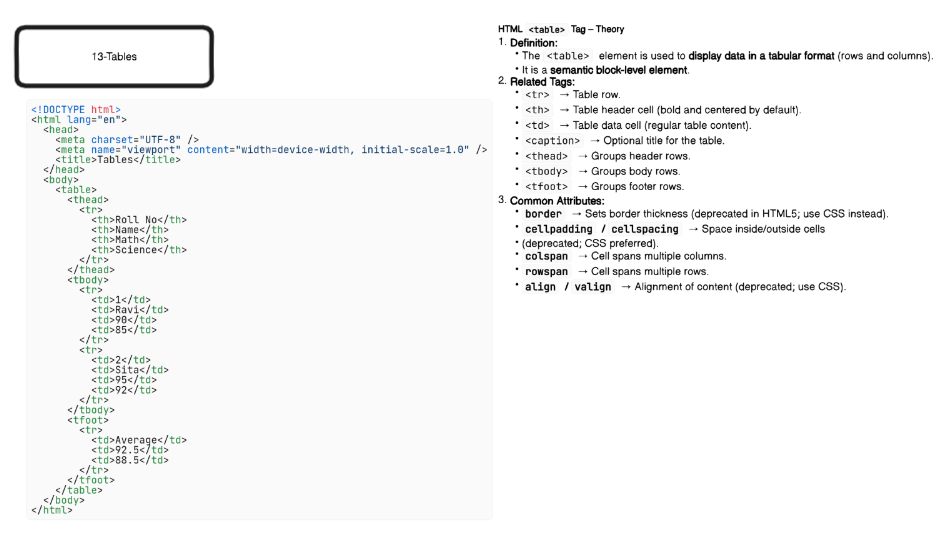 13-Tables
<!DOCTYPE html>
<html lang="en">
  <head>
    <meta charset="UTF-8" />
    <meta name="viewport" content="width=device-width, initial-scale=1.0" />
    <title>Tables</title>
  </head>
  <body>
    <table>
      <thead>
        <tr>
          <th>Roll No</th>
          <th>Name</th>
          <th>Math</th>
          <th>Science</th>
        </tr>
      </thead>
      <tbody>
        <tr>
          <td>1</td>
          <td>Ravi</td>
          <td>90</td>
          <td>85</td>
        </tr>
        <tr>
          <td>2</td>
          <td>Sita</td>
          <td>95</td>
          <td>92</td>
        </tr>
      </tbody>
      <tfoot>
        <tr>
          <td>Average</td>
          <td>92.5</td>
          <td>88.5</td>
        </tr>
      </tfoot>
    </table>
  </body>
</html>
HTML <table> Tag – Theory
1. Definition:
• The <table> element is used to display data in a tabular format (rows and columns).
• It is a semantic block-level element.
2. Related Tags:
• <tr> → Table row.
• <th> → Table header cell (bold and centered by default).
• <td> → Table data cell (regular table content).
• <caption> → Optional title for the table.
• <thead> → Groups header rows.
• <tbody> → Groups body rows.
• <tfoot> → Groups footer rows.
3. Common Attributes:
• border → Sets border thickness (deprecated in HTML5; use CSS instead).
• cellpadding / cellspacing → Space inside/outside cells
• (deprecated; CSS preferred).
• colspan → Cell spans multiple columns.
• rowspan → Cell spans multiple rows.
• align / valign → Alignment of content (deprecated; use CSS).